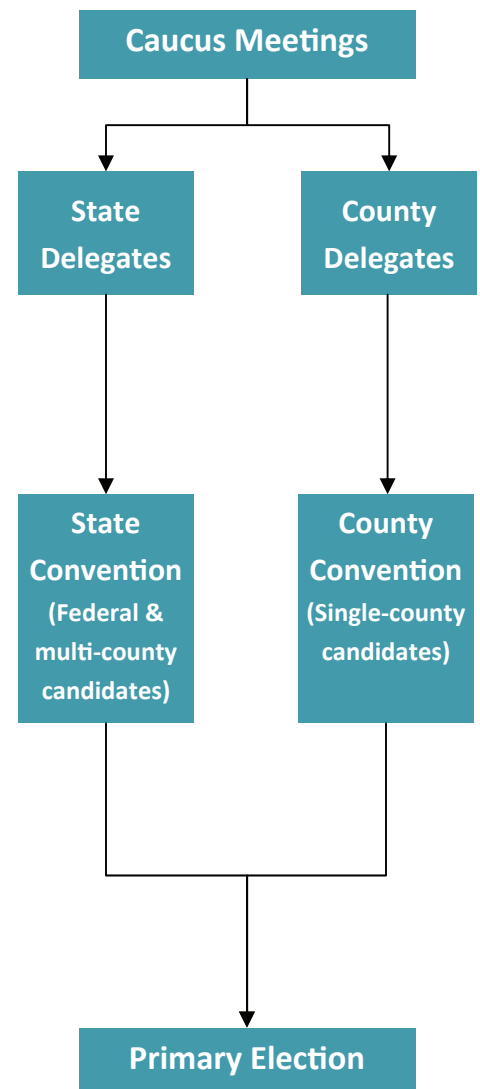 Caucus Meetings
State
Delegates
County
Delegates
State
Convention
(Federal &
multi-county
candidates)
County
Convention
(Single-county
candidates)
Primary Election